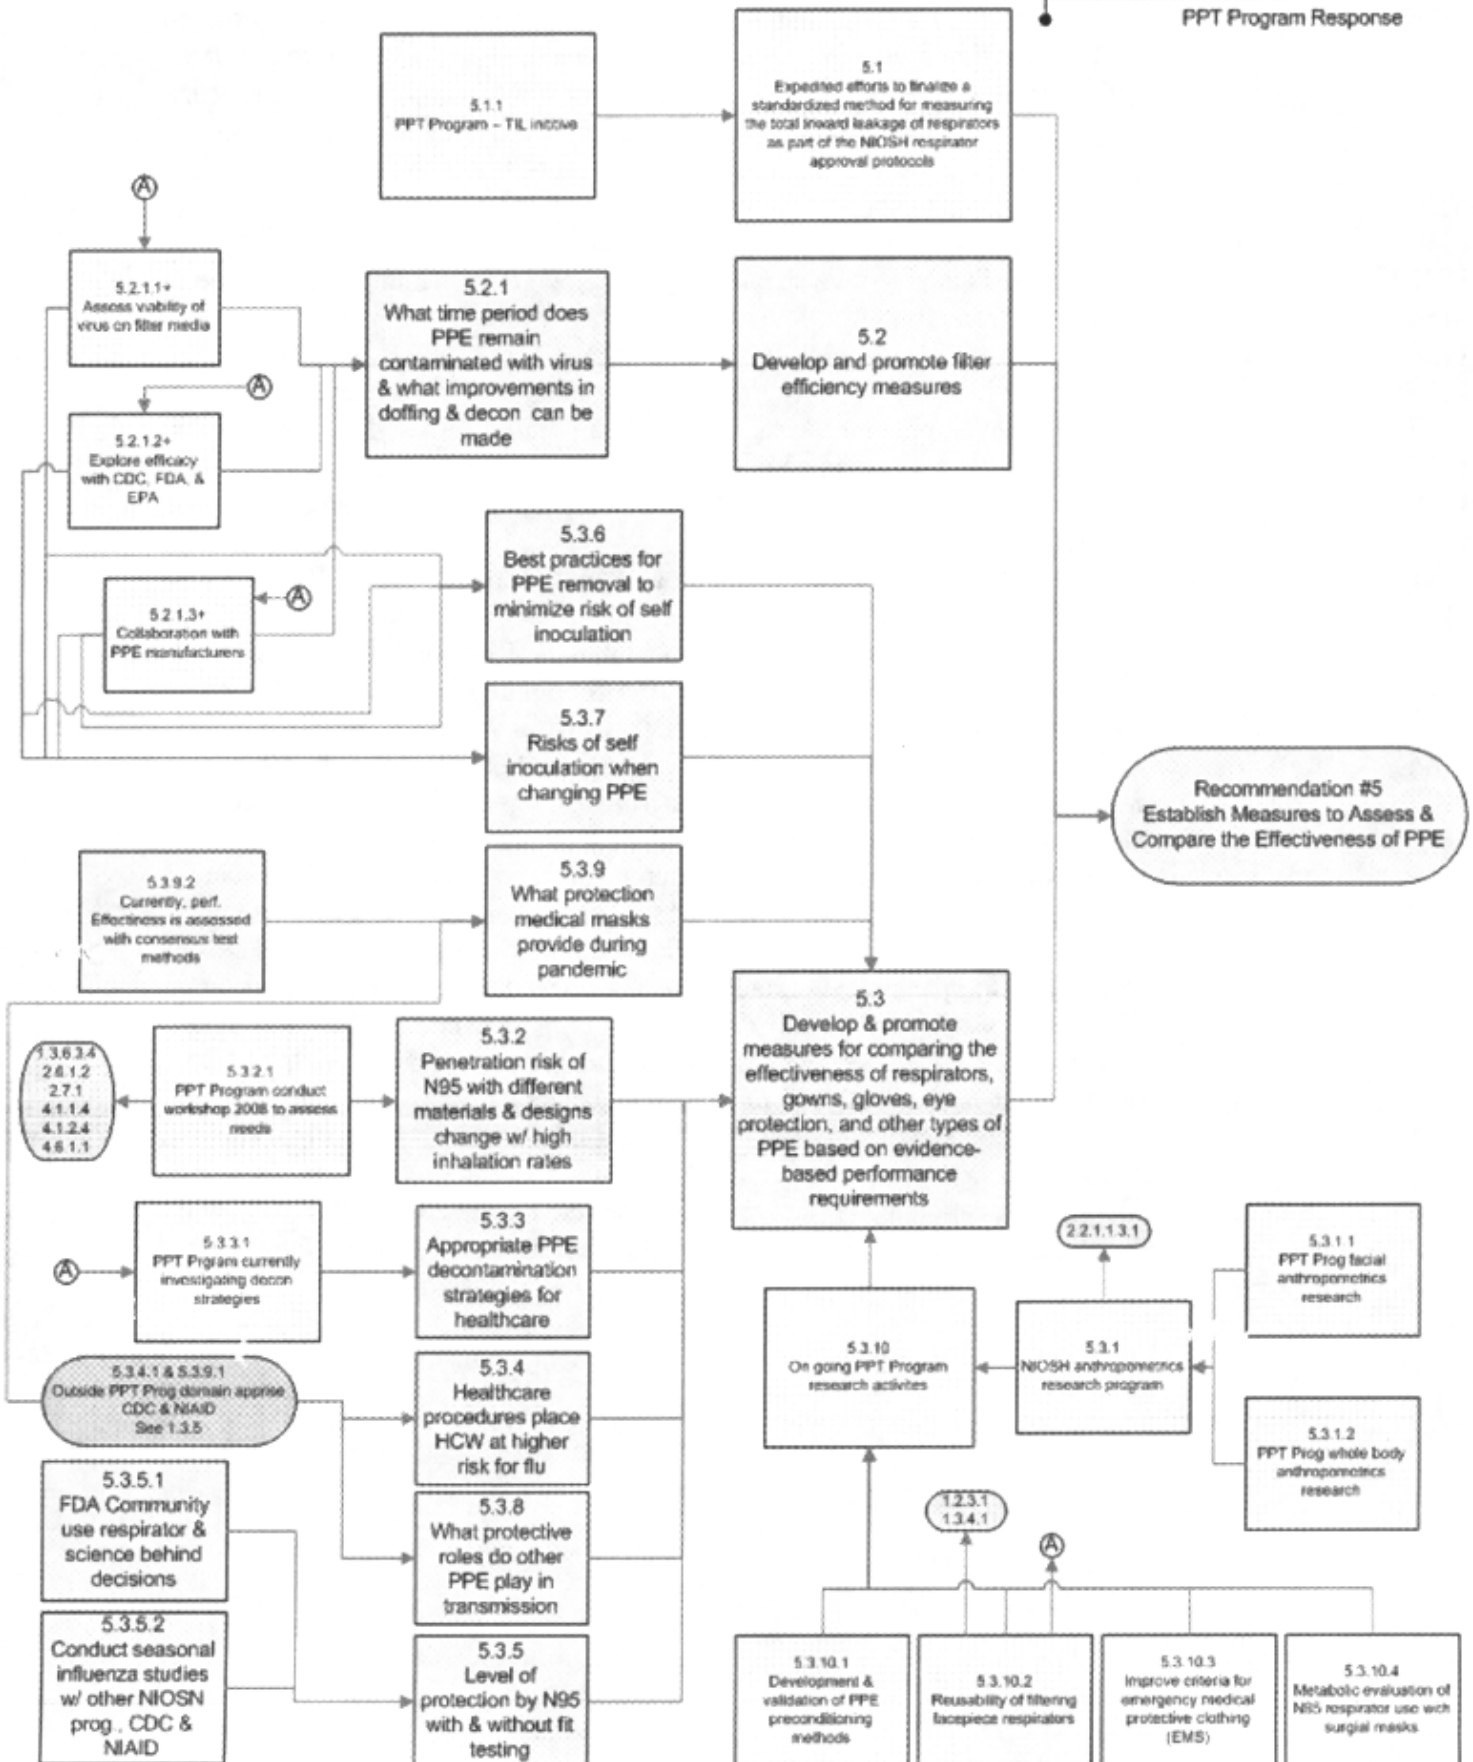 PPT Program Response
5.1.1
PPT Program – TIL incove
5.1
Expedited efforts to finalize a
standardized method for measuring
the total inward leakage of respirators
as part of the NIOSH respirator
approval protocols
A
5.2.1.1+
Assess viability of
virus on filter media
5.2.1
What time period does
PPE remain
contaminated with virus
& what improvements in
doffing & decon can be
made
5.2
Develop and promote filter
efficiency measures
A
5.2.1.2+
Explore efficacy
with CDC, FDA, &
EPA
5.3.6
Best practices for
PPE removal to
minimize risk of self
inoculation
A
5.2.1.3+
Collaboration with
PPE manufacturers
5.3.7
Risks of self
inoculation when
changing PPE
Recommendation #5
Establish Measures to Assess &
Compare the Effectiveness of PPE
5.3.9.2
Currently, perf.
Effectiness is assessed
with consensus test
methods
5.3.9
What protection
medical masks
provide during
pandemic
5.3
Develop & promote
measures for comparing the
effectiveness of respirators,
gowns, gloves, eye
protection, and other types of
PPE based on evidence-
based performance
requirements
1.3.6.3.4
2.6.1.2
2.7.1
4.1.1.4
4.1.2.4
4.6.1.1
5.3.2.1
PPT Program conduct
workshop 2008 to assess
needs
5.3.2
Penetration risk of
N95 with different
materials & designs
change w/ high
inhalation rates
A
5.3.3.1
PPT Prgram currently
investigating decon
strategies
5.3.3
Appropriate PPE
decontamination
strategies for
healthcare
2.2.1.1.3.1
5.3.1.1
PPT Prog facial
anthropometrics
research
5.3.10
On going PPT Program
research activites
5.3.1
NIOSH anthropometrics
research program
5.3.4.1 & 5.3.9.1
Outside PPT Prog domain apprise
CDC & NIAID
See 1.3.5
5.3.4
Healthcare
procedures place
HCW at higher
risk for flu
5.3.1.2
PPT Prog whole body
anthropometrics
research
5.3.5.1
FDA Community
use respirator &
science behind
decisions
5.3.8
What protective
roles do other
PPE play in
transmission
1.2.3.1
1.3.4.1
A
5.3.5.2
Conduct seasonal
influenza studies
w/ other NIOSN
prog., CDC &
NIAID
5.3.5
Level of
protection by N95
with & without fit
testing
5.3.10.1
Development &
validation of PPE
preconditioning
methods
5.3.10.2
Reusability of filtering
facepiece respirators
5.3.10.3
Improve criteria for
emergency medical
protective clothing
(EMS)
5.3.10.4
Metabolic evaluation of
N95 respirator use with
surgial masks